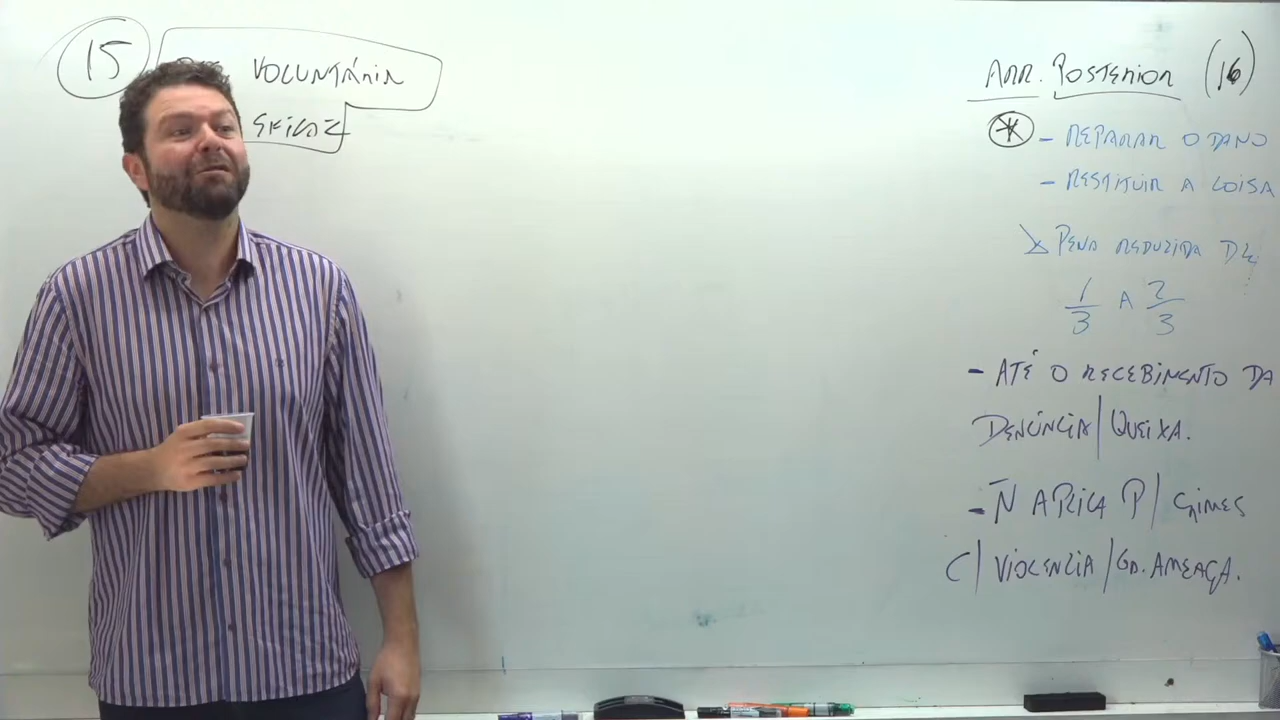 15
VOLUNTÁRIA
EFICAZ
ARR. POSTERIOR (16)
- REPARAR O DANO
- RESTITUIR A COISA
PENA REDUZIDA DE
1/3 A 2/3
- ATÉ O RECEBIMENTO DA
DENÚNCIA/QUEIXA.
- Ñ APLICA P/ CRIMES
C/ VIOLÊNCIA/GR. AMEAÇA.